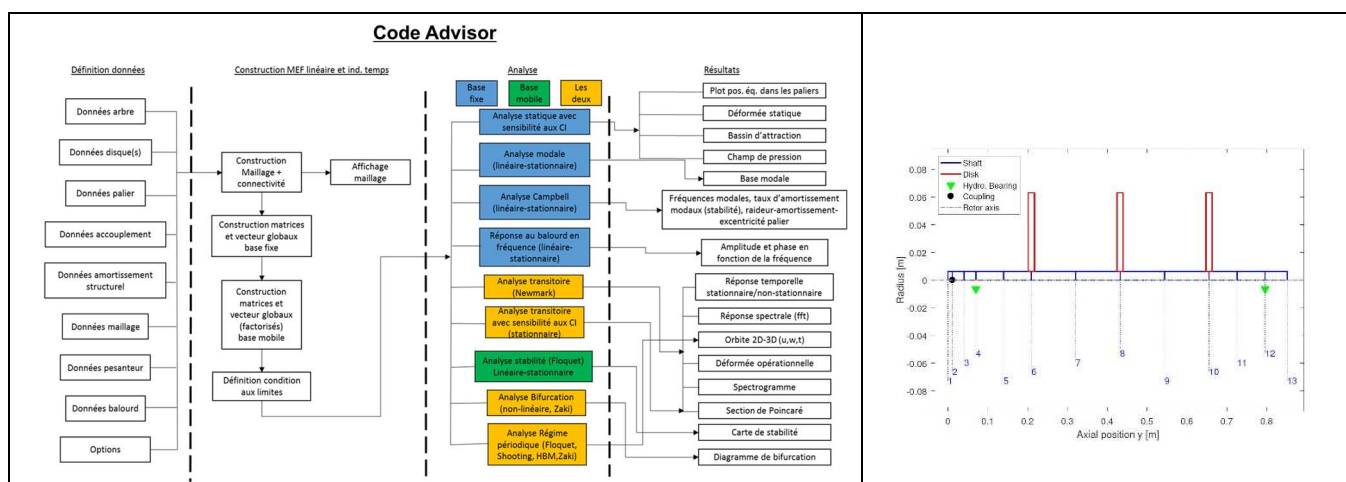 Code Advisor
Définition données
Construction MEF linéaire et ind. temps
Analyse
Résultats
Données arbre
Données disque(s)
Données palier
Données accouplement
Données amortissement
structurel
Données maillage
Données pesanteur
Données balourd
Options
Construction
Maillage +
connectivité
Affichage
maillage
Construction matrices
et vecteur globaux
base fixe
Construction
matrices et
vecteur globaux
(factorisés)
base mobile
Définition condition
aux limites
Base
fixe
Base
mobile
Les
deux
Analyse statique avec
sensibilité aux CI
Analyse modale
(linéaire-stationnaire)
Analyse Campbell
(linéaire-stationnaire)
Réponse au balourd en
fréquence (linéaire-
stationnaire)
Analyse transitoire
(Newmark)
Analyse transitoire
avec sensibilité aux CI
(stationnaire)
Analyse stabilité (Floquet)
Linéaire-stationnaire
Analyse Bifurcation
(non-linéaire, Zaki)
Analyse Régime
périodique (Floquet,
Shooting, HBM,Zaki)
Plot pos. éq. dans les paliers
Déformée statique
Bassin d'attraction
Champ de pression
Base modale
Fréquences modales, taux d'amortissement
modaux (stabilité), raideur-amortissement-
excentricité palier
Amplitude et phase en
fonction de la fréquence
Réponse temporelle
stationnaire/non-stationnaire
Réponse spectrale (fft)
Orbite 2D-3D (u,w,t)
Déformée opérationnelle
Spectrogramme
Section de Poincaré
Carte de stabilité
Diagramme de bifurcation
Shaft
Disk
Hydro. Bearing
Coupling
Rotor axis
Radius [m]
0.08
0.06
0.04
0.02
0
-0.02
-0.04
-0.06
-0.08
1
2
3
4
5
6
7
8
9
10
11
12
13
0 0.1 0.2 0.3 0.4 0.5 0.6 0.7 0.8
Axial position y [m]